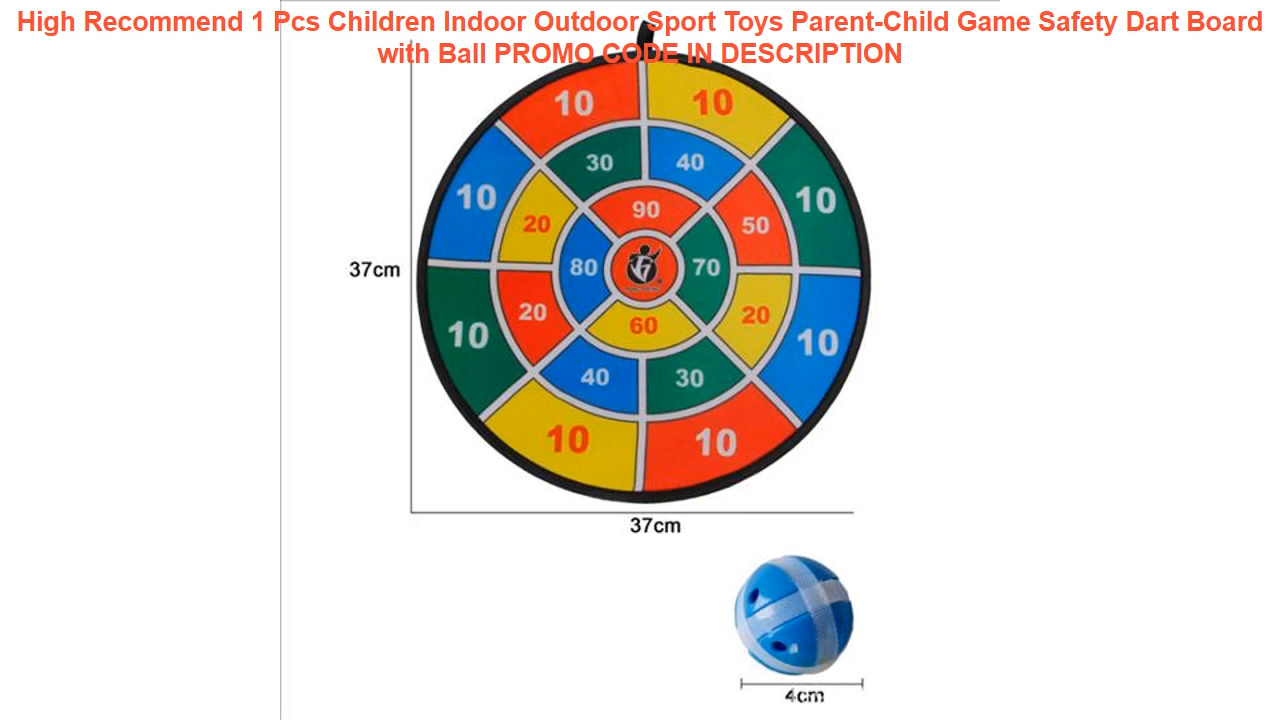 High Recommend 1 Pcs Children Indoor Outdoor Sport Toys Parent-Child Game Safety Dart Board
with Ball PROMO CODE IN DESCRIPTION
10 10
30 40
10 10
90
20 50
80 70
37cm
20 20
60
10 10
40 30
10 10
37cm
4cm